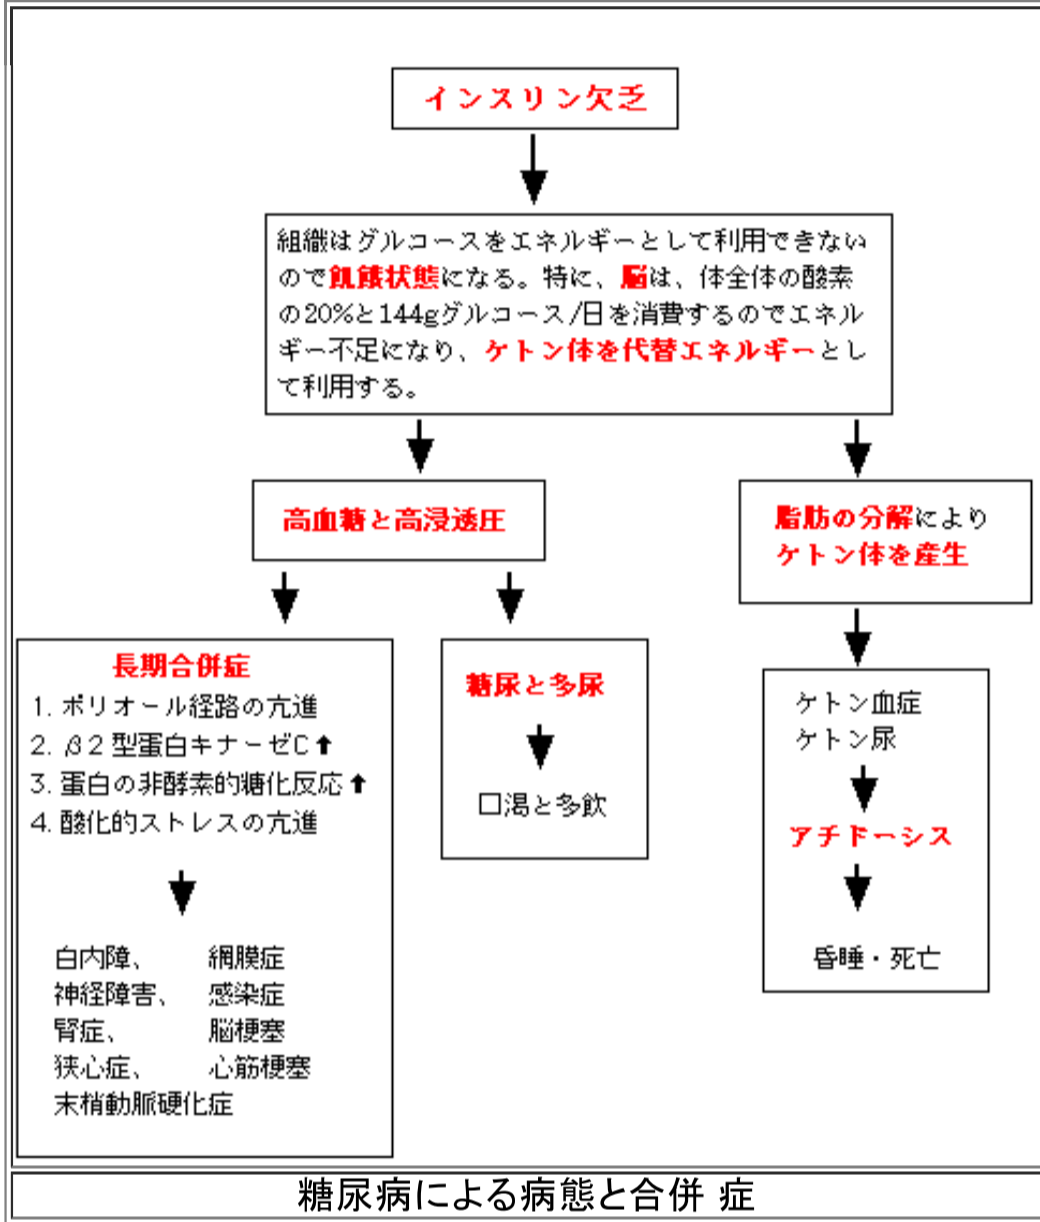 インスリン欠乏
組織はグルコースをエネルギーとして利用できない
ので飢餓状態になる。特に、脳は、体全体の酸素
の20%と144gグルコース/日を消費するのでエネル
ギー不足になり、ケトン体を代替エネルギーとし
て利用する。
高血糖と高浸透圧
脂肪の分解により
ケトン体を産生
長期合併症
1. ポリオール経路の亢進
2. β2型蛋白キナーゼC⬆
3. 蛋白の非酵素的糖化反応⬆
4. 酸化的ストレスの亢進
白内障、 網膜症
神経障害、 感染症
腎症、 脳梗塞
狭心症、 心筋梗塞
末梢動脈硬化症
糖尿と多尿
口渇と多飲
ケトン血症
ケトン尿
アチドーシス
昏睡・死亡
糖尿病による病態と合併 症